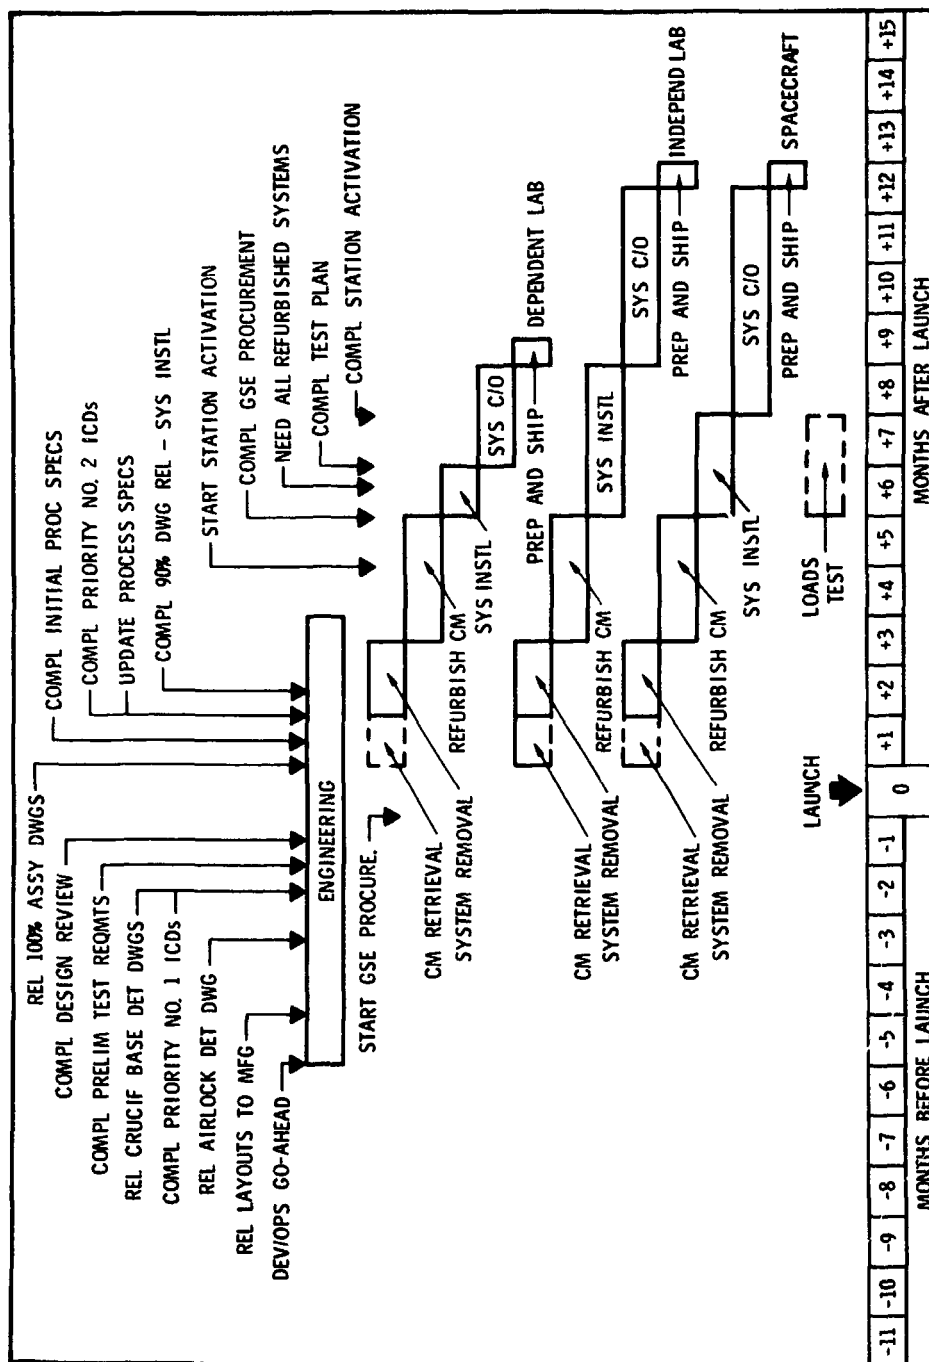 REL 100% ASSY DWGS
COMPL DESIGN REVIEW
COMPL PRELIM TEST REQMTS
REL CRUCIF BASE DET DWGS
COMPL PRIORITY NO. 1 ICDs
REL AIRLOCK DET DWG
REL LAYOUTS TO MFG
DEV/OPS GO-AHEAD
COMPL INITIAL PROC SPECS
COMPL PRIORITY NO. 2 ICDs
UPDATE PROCESS SPECS
COMPL 90% DWG REL - SYS INSTL
ENGINEERING
START STATION ACTIVATION
COMPL GSE PROCUREMENT
NEED ALL REFURBISHED SYSTEMS
COMPL TEST PLAN
COMPL STATION ACTIVATION
START GSE PROCURE.
CM RETRIEVAL
SYSTEM REMOVAL
REFURBISH CM
SYS INSTL
SYS C/O
PREP AND SHIP
DEPENDENT LAB
CM RETRIEVAL
SYSTEM REMOVAL
REFURBISH CM
SYS INSTL
SYS C/O
PREP AND SHIP
INDEPEND LAB
CM RETRIEVAL
SYSTEM REMOVAL
REFURBISH CM
SYS INSTL
SYS C/O
PREP AND SHIP
SPACECRAFT
LAUNCH
LOADS
TEST
-11 -10 -9 -8 -7 -6 -5 -4 -3 -2 -1 0 +1 +2 +3 +4 +5 +6 +7 +8 +9 +10 +11 +12 +13 +14 +15
MONTHS BEFORE LAUNCH
MONTHS AFTER LAUNCH